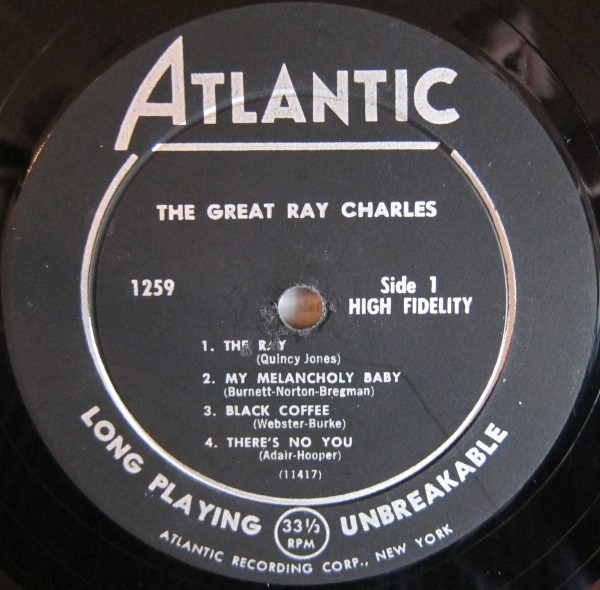 ATLANTIC
THE GREAT RAY CHARLES
1259
Side 1
HIGH FIDELITY
1. THE RAY
(Quincy Jones)
2. MY MELANCHOLY BABY
(Burnett-Norton-Bregman)
3. BLACK COFFEE
(Webster-Burke)
4. THERE'S NO YOU
(Adair-Hooper)
(11417)
LONG PLAYING 33 1/3 RPM UNBREAKABLE
ATLANTIC RECORDING CORP., NEW YORK